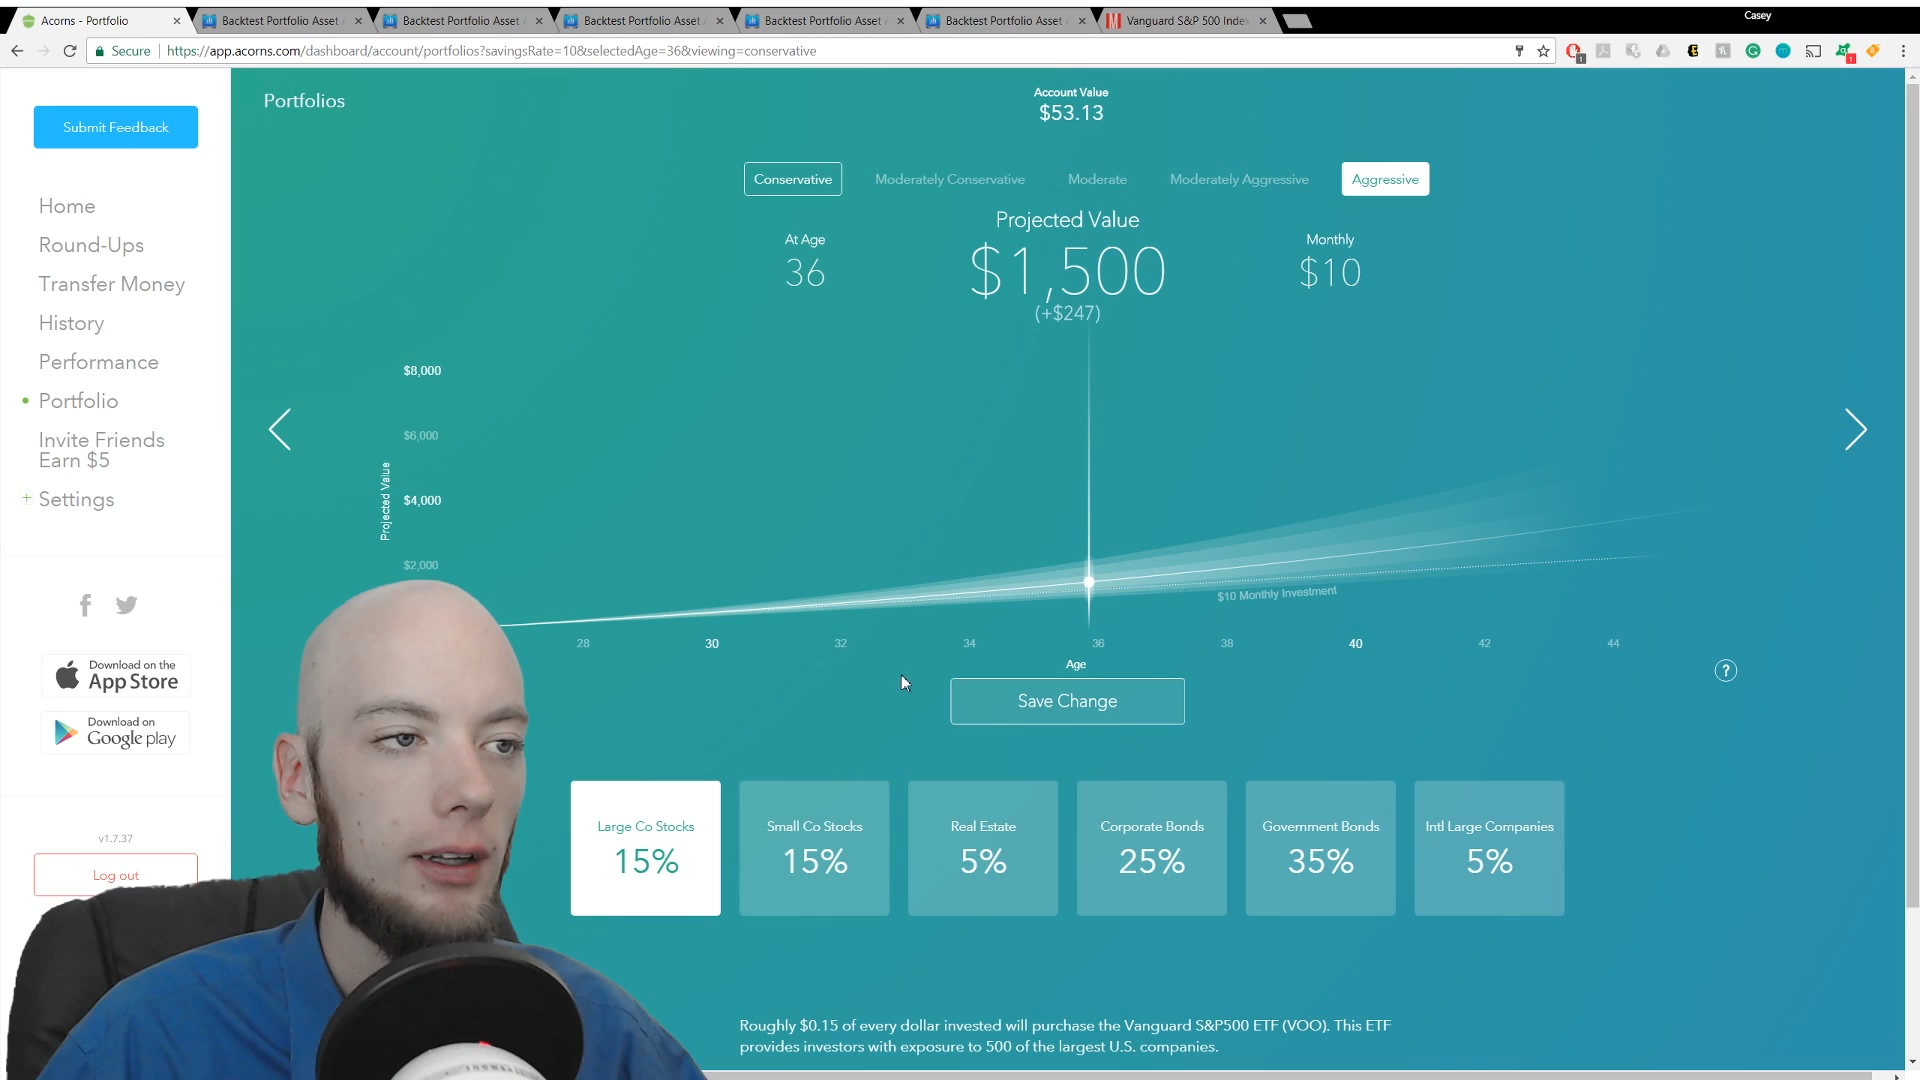 Acorns - Portfolio
Backtest Portfolio Asset
Backtest Portfolio Asset
Backtest Portfolio Asset
Backtest Portfolio Asset
Backtest Portfolio Asset
Vanguard S&P 500 Index
Casey
Secure
https://app.acorns.com/dashboard/account/portfolios?savingsRate=10&selectedAge=36&viewing=conservative
Submit Feedback
Home
Round-Ups
Transfer Money
History
Performance
Portfolio
Invite Friends
Earn $5
+ Settings
Download on the
App Store
Download on
Google play
v1.7.37
Log out
Portfolios
Account Value
$53.13
Conservative
Moderately Conservative
Moderate
Moderately Aggressive
Aggressive
Projected Value
At Age
36
$1,500
(+$247)
Monthly
$10
$8,000
$6,000
$4,000
$2,000
Projected Value
$10 Monthly Investment
28
30
32
34
36
38
40
42
44
Age
?
Save Change
Large Co Stocks
15%
Small Co Stocks
15%
Real Estate
5%
Corporate Bonds
25%
Government Bonds
35%
Intl Large Companies
5%
Roughly $0.15 of every dollar invested will purchase the Vanguard S&P500 ETF (VOO). This ETF
provides investors with exposure to 500 of the largest U.S. companies.